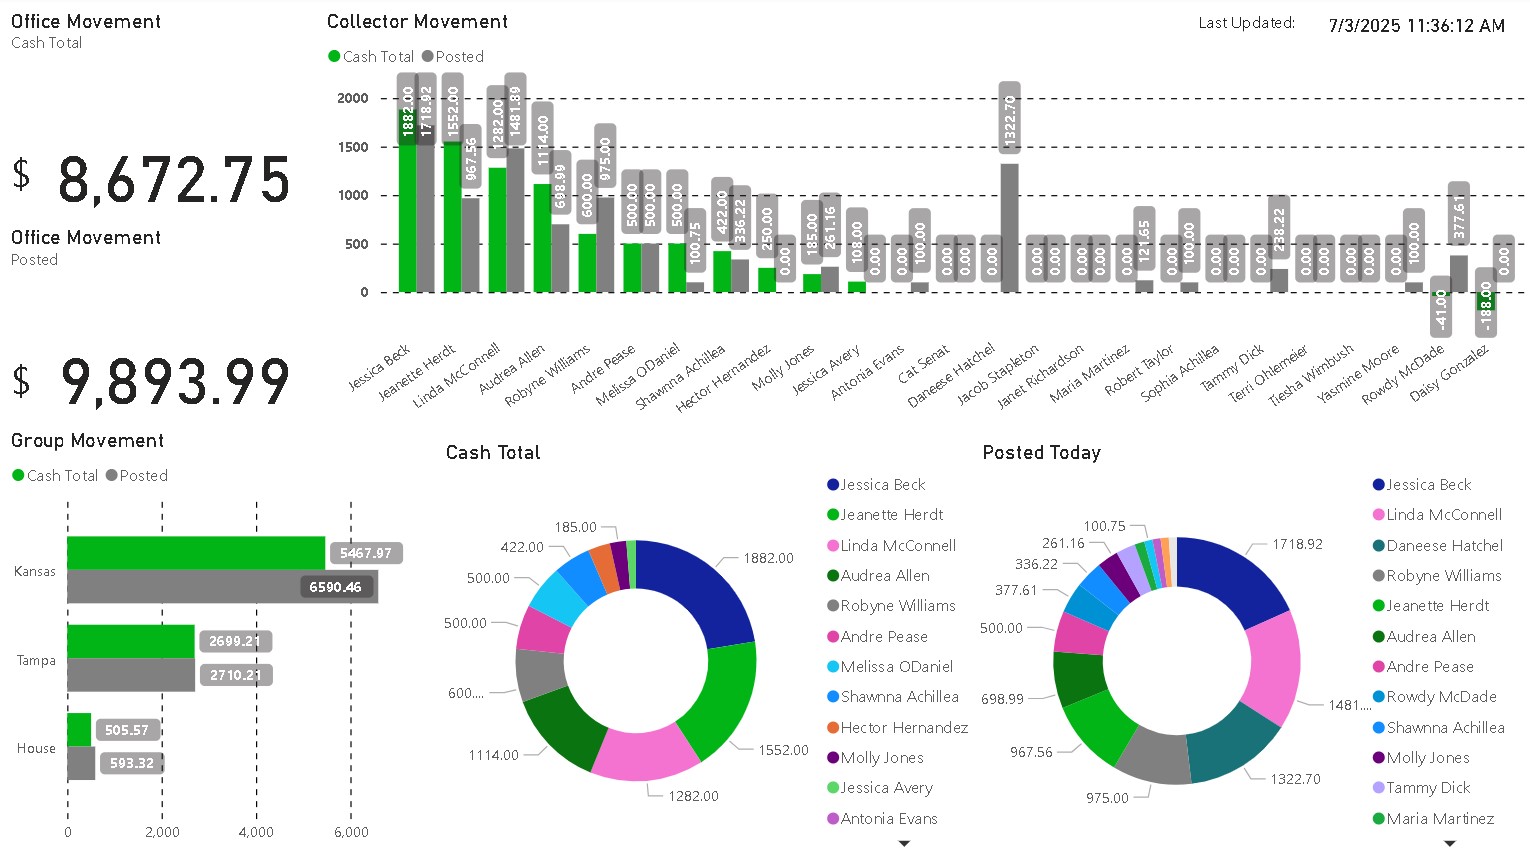 Office Movement
Cash Total
$ 8,672.75
Office Movement
Posted
$ 9,893.99
Collector Movement
Last Updated: 7/3/2025 11:36:12 AM
Cash Total Posted
2000
1500
1000
500
0
1882.00 1718.92 1552.00 967.56 1282.00 1481.89 1114.00 698.99 600.00 975.00 500.00 500.00 500.00 100.75 422.00 336.22 250.00 0.00 185.00 261.16 108.00 0.00 0.00 100.00 0.00 0.00 0.00 1322.70 0.00 0.00 0.00 0.00 0.00 121.65 0.00 100.00 0.00 0.00 0.00 238.22 0.00 0.00 0.00 0.00 0.00 100.00 -41.00 377.61 -188.00 0.00
Jessica Beck
Jeanette Herdt
Linda McConnell
Audrea Allen
Robyne Williams
Andre Pease
Melissa ODaniel
Shawnna Achillea
Hector Hernandez
Molly Jones
Jessica Avery
Antonia Evans
Cat Senat
Daneese Hatchel
Jacob Stapleton
Janet Richardson
Maria Martinez
Robert Taylor
Sophia Achillea
Tammy Dick
Terri Ohlemeier
Tiesha Wimbush
Yasmine Moore
Rowdy McDade
Daisy Gonzalez
Group Movement
Cash Total Posted
Kansas
5467.97
6590.46
Tampa
2699.21
2710.21
House
505.57
593.32
0 2,000 4,000 6,000
Cash Total
1882.00
1552.00
1282.00
1114.00
600....
500.00
500.00
422.00
185.00
Jessica Beck
Jeanette Herdt
Linda McConnell
Audrea Allen
Robyne Williams
Andre Pease
Melissa ODaniel
Shawnna Achillea
Hector Hernandez
Molly Jones
Jessica Avery
Antonia Evans
Posted Today
1718.92
1481....
1322.70
975.00
967.56
698.99
500.00
377.61
336.22
261.16
100.75
Jessica Beck
Linda McConnell
Daneese Hatchel
Robyne Williams
Jeanette Herdt
Audrea Allen
Andre Pease
Rowdy McDade
Shawnna Achillea
Molly Jones
Tammy Dick
Maria Martinez